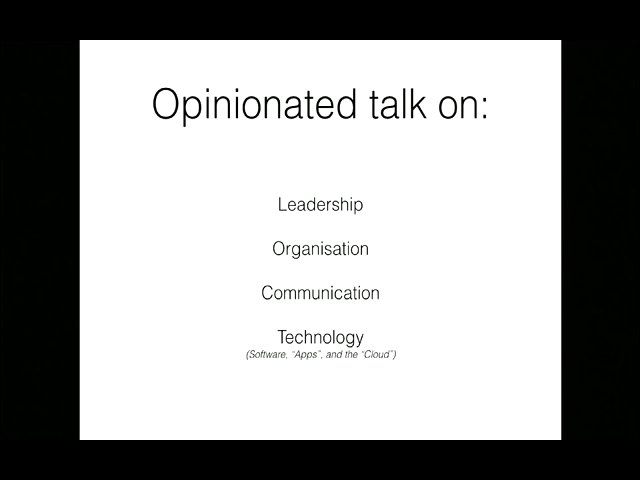 Opinionated talk on:
Leadership
Organisation
Communication
Technology
(Software, "Apps", and the "Cloud")